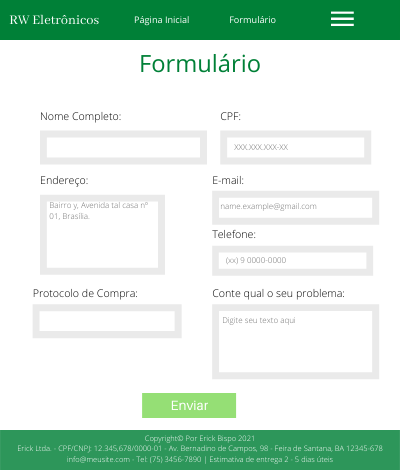 RW Eletrônicos
Página Inicial
Formulário
Formulário
Nome Completo:
CPF:
XXX.XXX.XXX-XX
Endereço:
E-mail:
Bairro y, Avenida tal casa nº
01, Brasília.
name.example@gmail.com
Telefone:
(xx) 9 0000-0000
Protocolo de Compra:
Conte qual o seu problema:
Digite seu texto aqui
Enviar
Copyright© Por Erick Bispo 2021
Erick Ltda. - CPF/CNPJ: 12.345,678/0000-01 - Av. Bernadino de Campos, 98 - Feira de Santana, BA 12345-678
info@meusite.com - Tel: (75) 3456-7890 | Estimativa de entrega 2 - 5 dias úteis